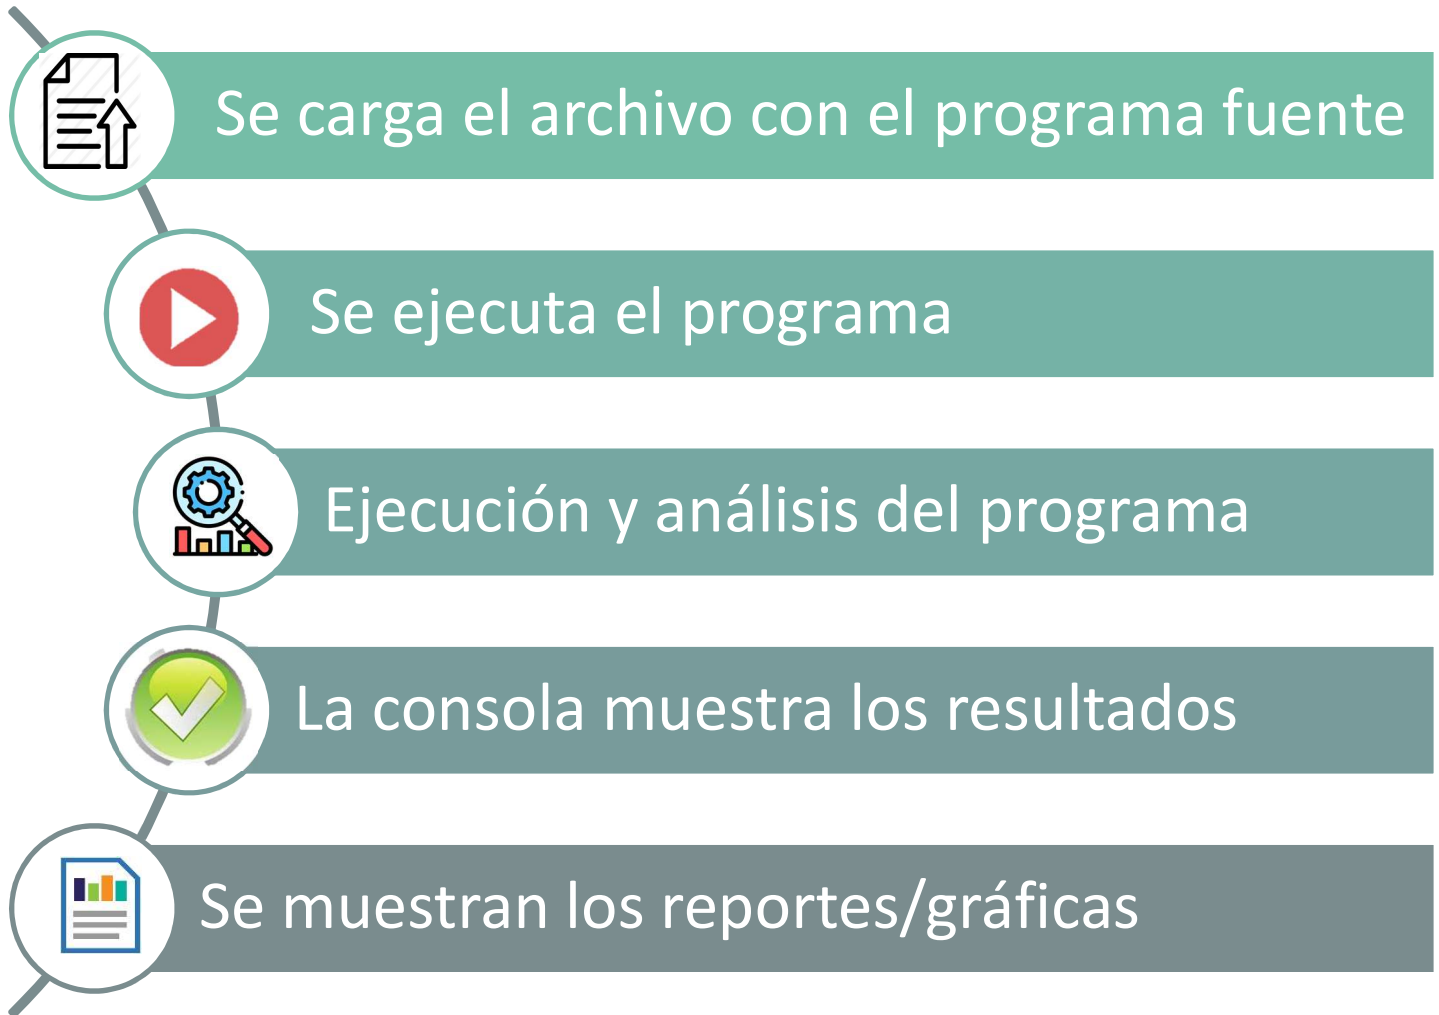 Se carga el archivo con el programa fuente
Se ejecuta el programa
Ejecución y análisis del programa
La consola muestra los resultados
Se muestran los reportes/gráficas